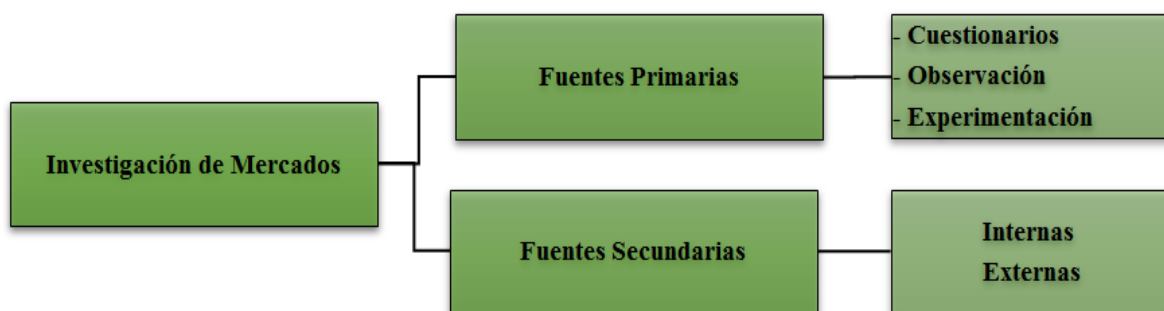 Investigación de Mercados
Fuentes Primarias
- Cuestionarios
- Observación
- Experimentación
Fuentes Secundarias
Internas
Externas